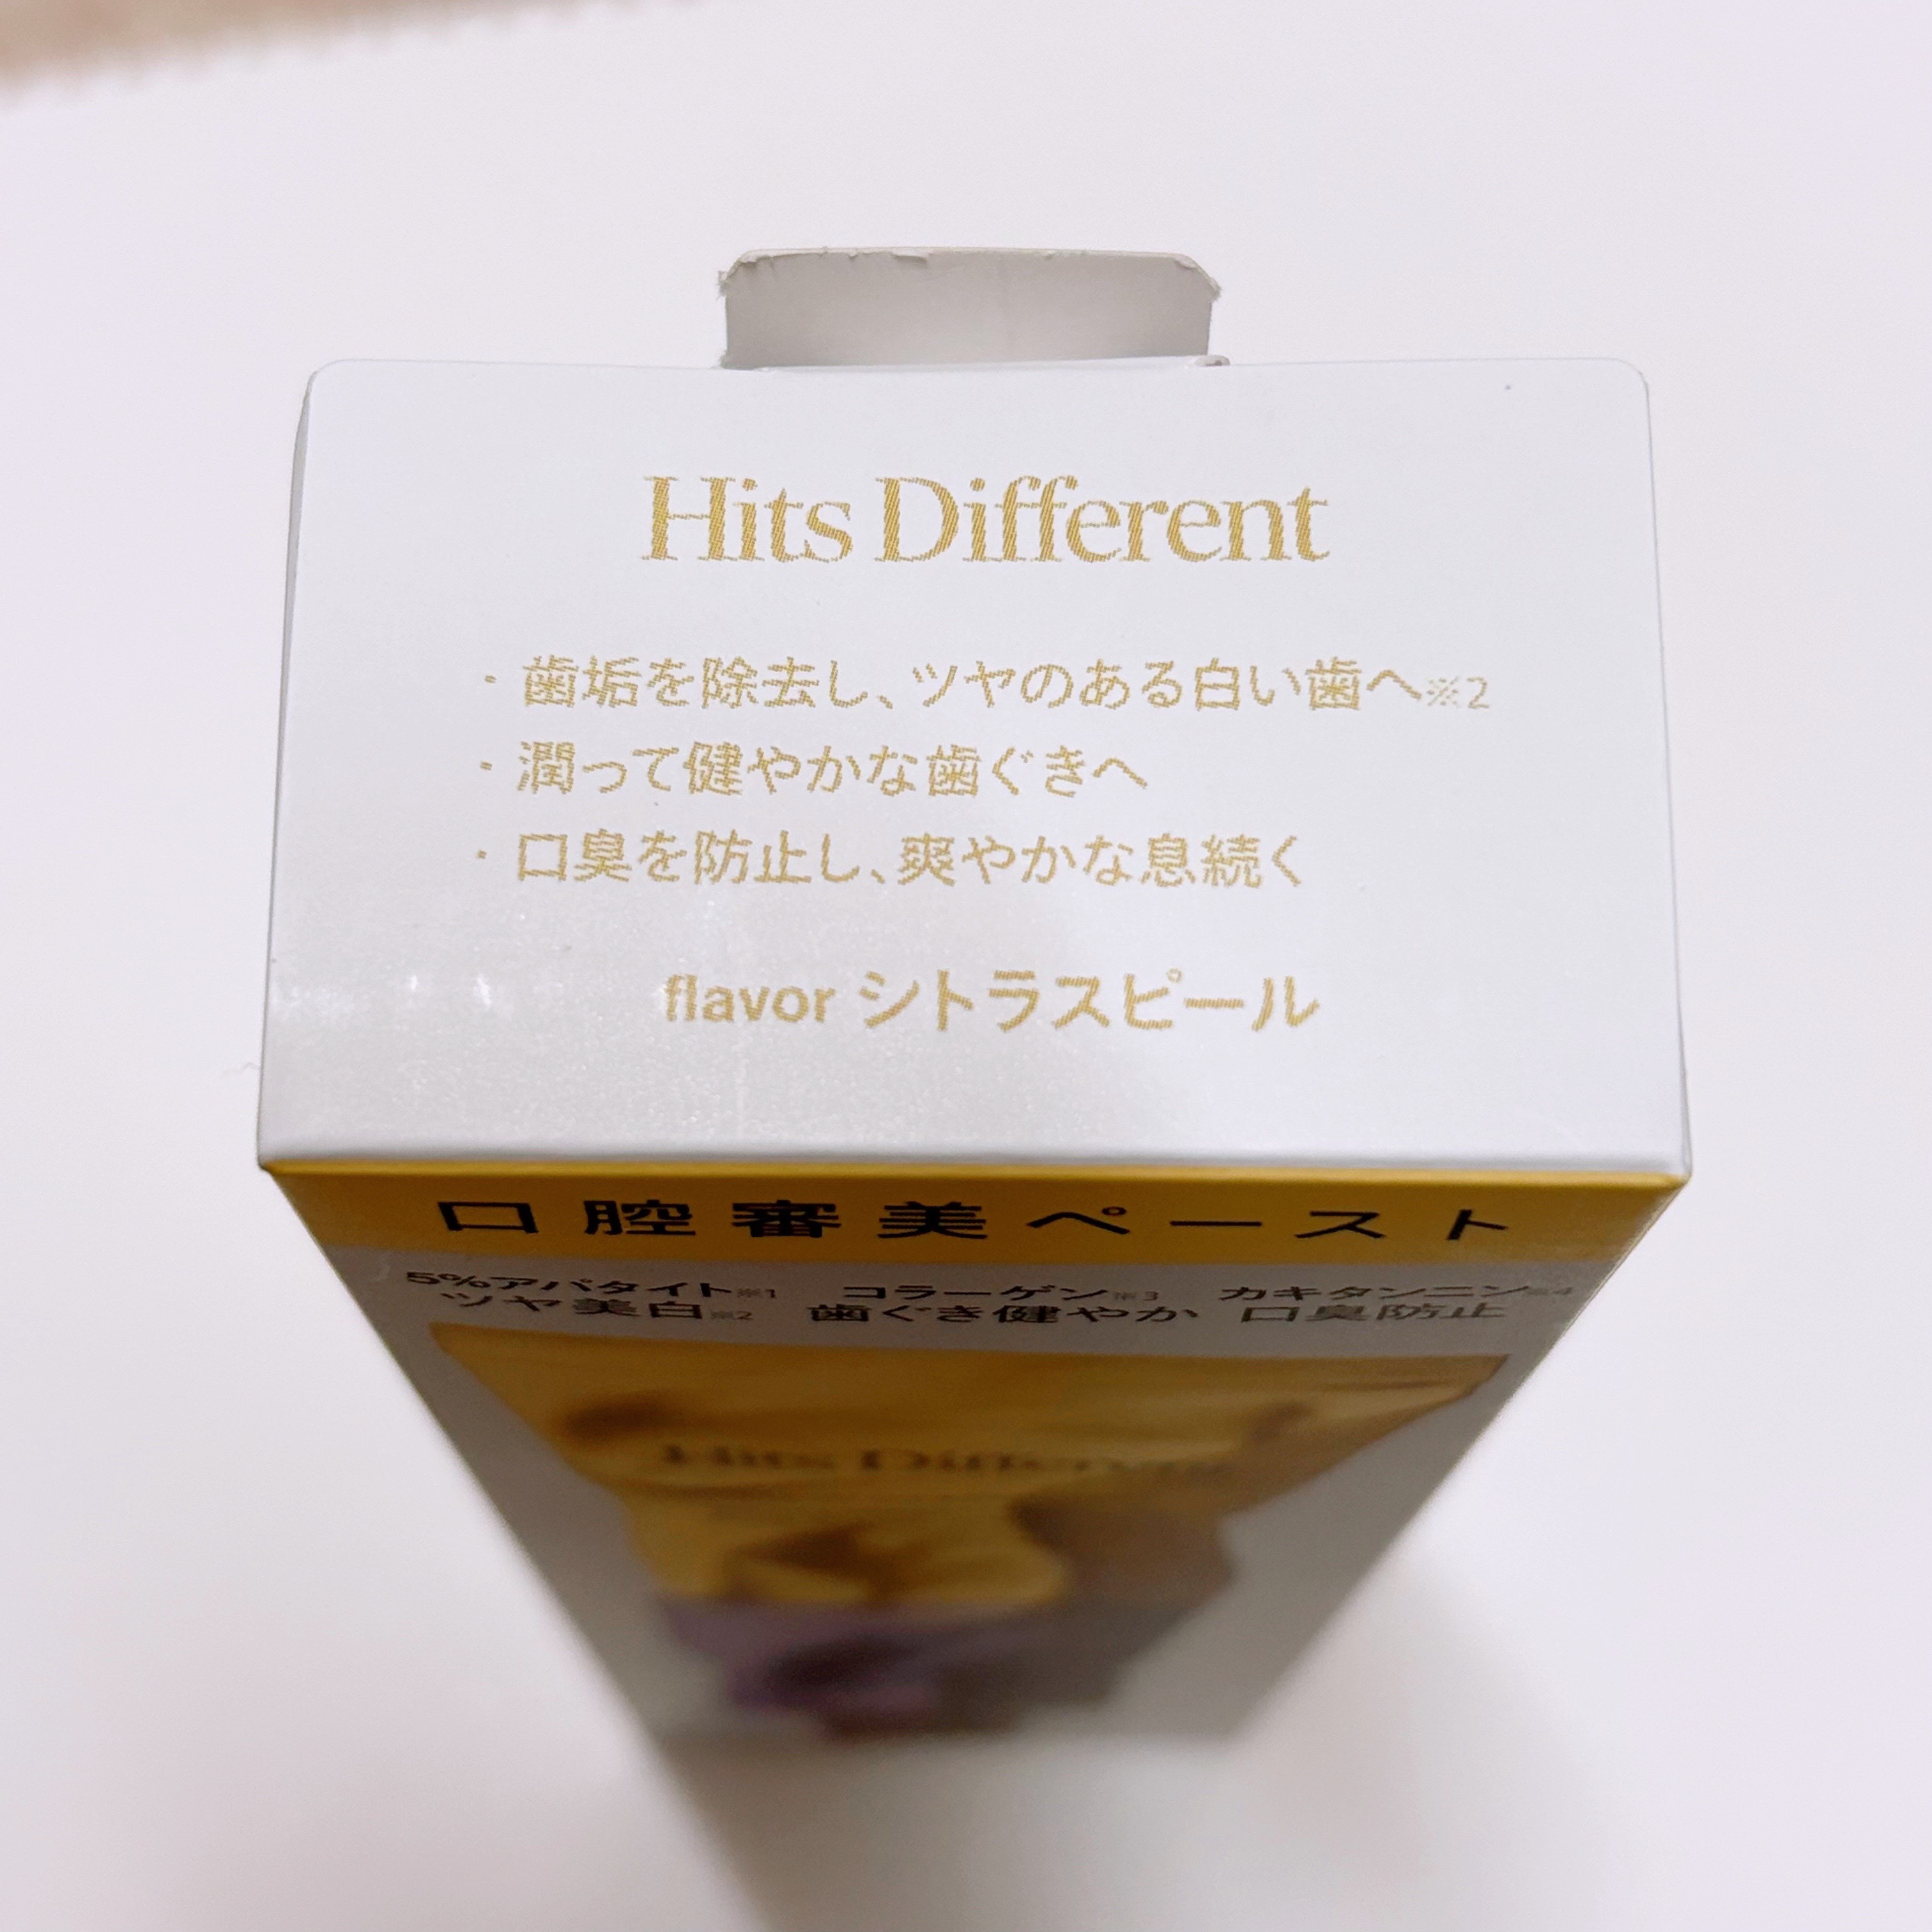 Hits Different
・歯垢を除去し、ツヤのある白い歯へ※2
・潤って健やかな歯ぐきへ
・口臭を防止し、爽やかな息続く
flavor シトラスピール
口腔審美ペースト
5%アパタイト※1 コラーゲン※3 カキタンニン※4
ツヤ美白※2 歯ぐき健やか 口臭防止
Hits Different